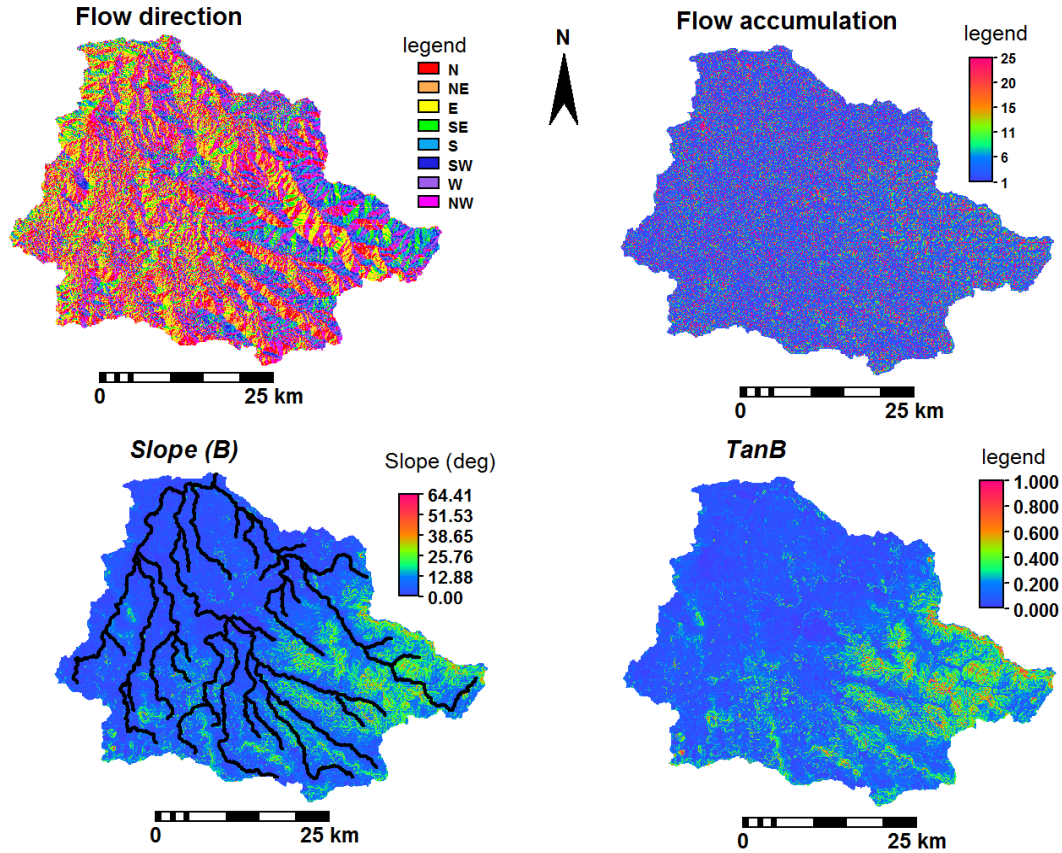 Flow direction
legend
N
NE
E
SE
S
SW
W
NW
0 25 km
N
Flow accumulation
legend
25
20
15
11
6
1
0 25 km
Slope (B)
Slope (deg)
64.41
51.53
38.65
25.76
12.88
0.00
0 25 km
TanB
legend
1.000
0.800
0.600
0.400
0.200
0.000
0 25 km